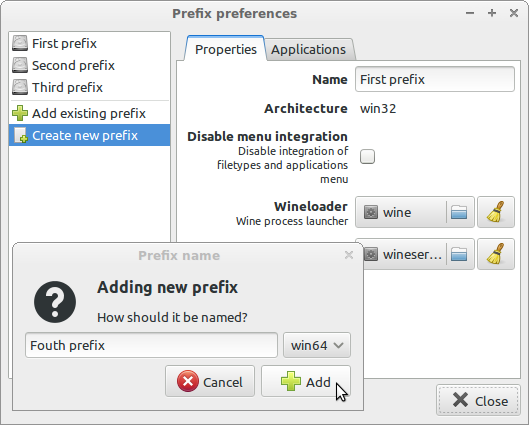 Prefix preferences
First prefix
Second prefix
Third prefix
Add existing prefix
Create new prefix
Properties
Applications
Name
First prefix
Architecture
win32
Disable menu integration
Disable integration of
filetypes and applications
menu
Wineloader
wine
Wine process launcher
wineser...
Prefix name
Adding new prefix
How should it be named?
Fouth prefix
win64
Cancel
Add
Close